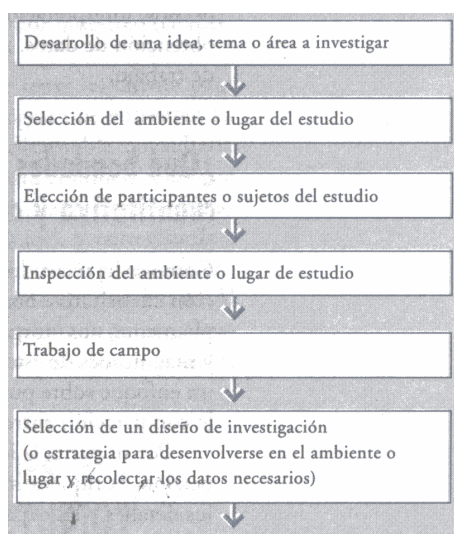 Desarrollo de una idea, tema o área a investigar
Selección del ambiente o lugar del estudio
Elección de participantes o sujetos del estudio
Inspección del ambiente o lugar de estudio
Trabajo de campo
Selección de un diseño de investigación
(o estrategia para desenvolverse en el ambiente o
lugar y recolectar los datos necesarios)